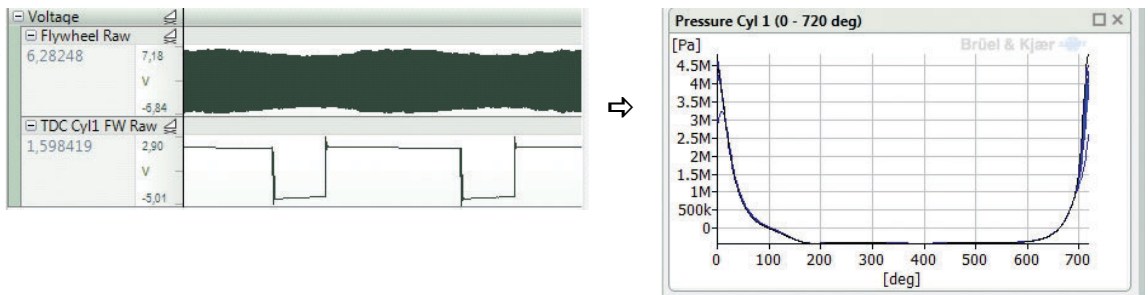 Voltage
Flywheel Raw
6,28248
7,18
V
-6,84
TDC Cyl1 FW Raw
1,598419
2,90
V
-5,01
⇨
Pressure Cyl 1 (0 - 720 deg)
[Pa]
Brüel & Kjær
4.5M
4M
3.5M
3M
2.5M
2M
1.5M
1M
500k
0
0 100 200 300 400 500 600 700
[deg]